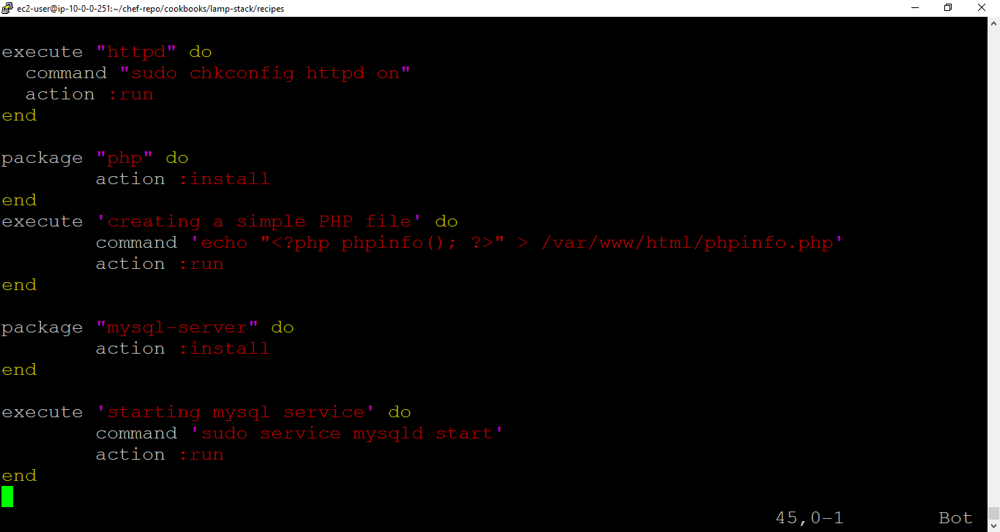 ec2-user@ip-10-0-0-251:~/chef-repo/cookbooks/lamp-stack/recipes
execute "httpd" do
  command "sudo chkconfig httpd on"
  action :run
end
package "php" do
        action :install
end
execute 'creating a simple PHP file' do
        command 'echo "<?php phpinfo(); ?>" > /var/www/html/phpinfo.php'
        action :run
end
package "mysql-server" do
        action :install
end
execute 'starting mysql service' do
        command 'sudo service mysqld start'
        action :run
end
45,0-1 Bot